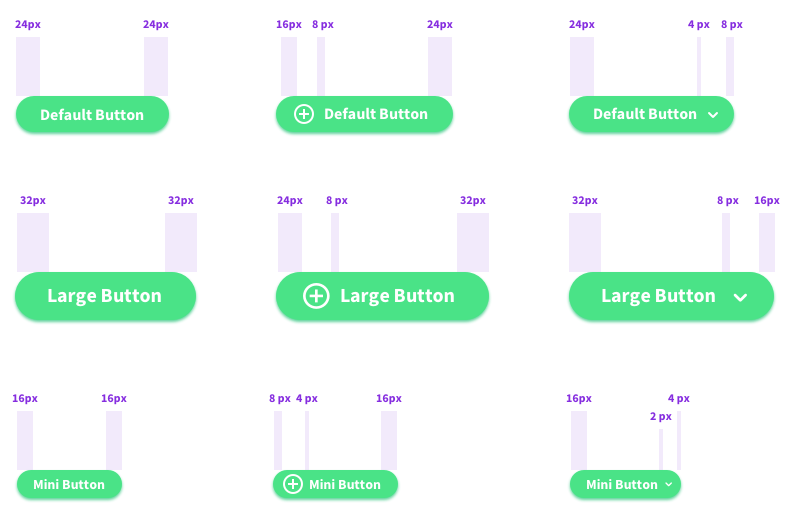 24px 24px 16px 8 px 24px 24px 4 px 8 px
Default Button Default Button Default Button
32px 32px 24px 8 px 32px 32px 8 px 16px
Large Button Large Button Large Button
16px 16px 8 px 4 px 16px 16px 4 px
2 px
Mini Button Mini Button Mini Button